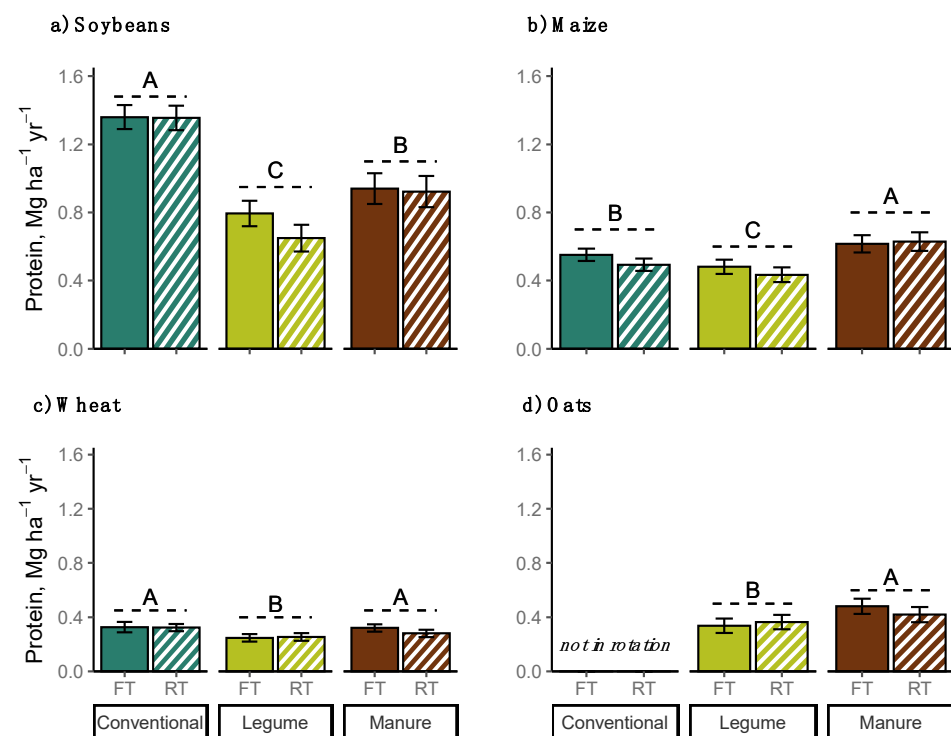 a) Soybeans
b) Maize
Protein, Mg ha⁻¹ yr⁻¹
1.6
1.2
0.8
0.4
0.0
A
C
B
1.6
1.2
0.8
0.4
0.0
B
C
A
c) Wheat
d) Oats
Protein, Mg ha⁻¹ yr⁻¹
1.6
1.2
0.8
0.4
0.0
A
B
A
1.6
1.2
0.8
0.4
0.0
not in rotation
B
A
FT RT FT RT FT RT
FT RT FT RT FT RT
Conventional Legume Manure
Conventional Legume Manure